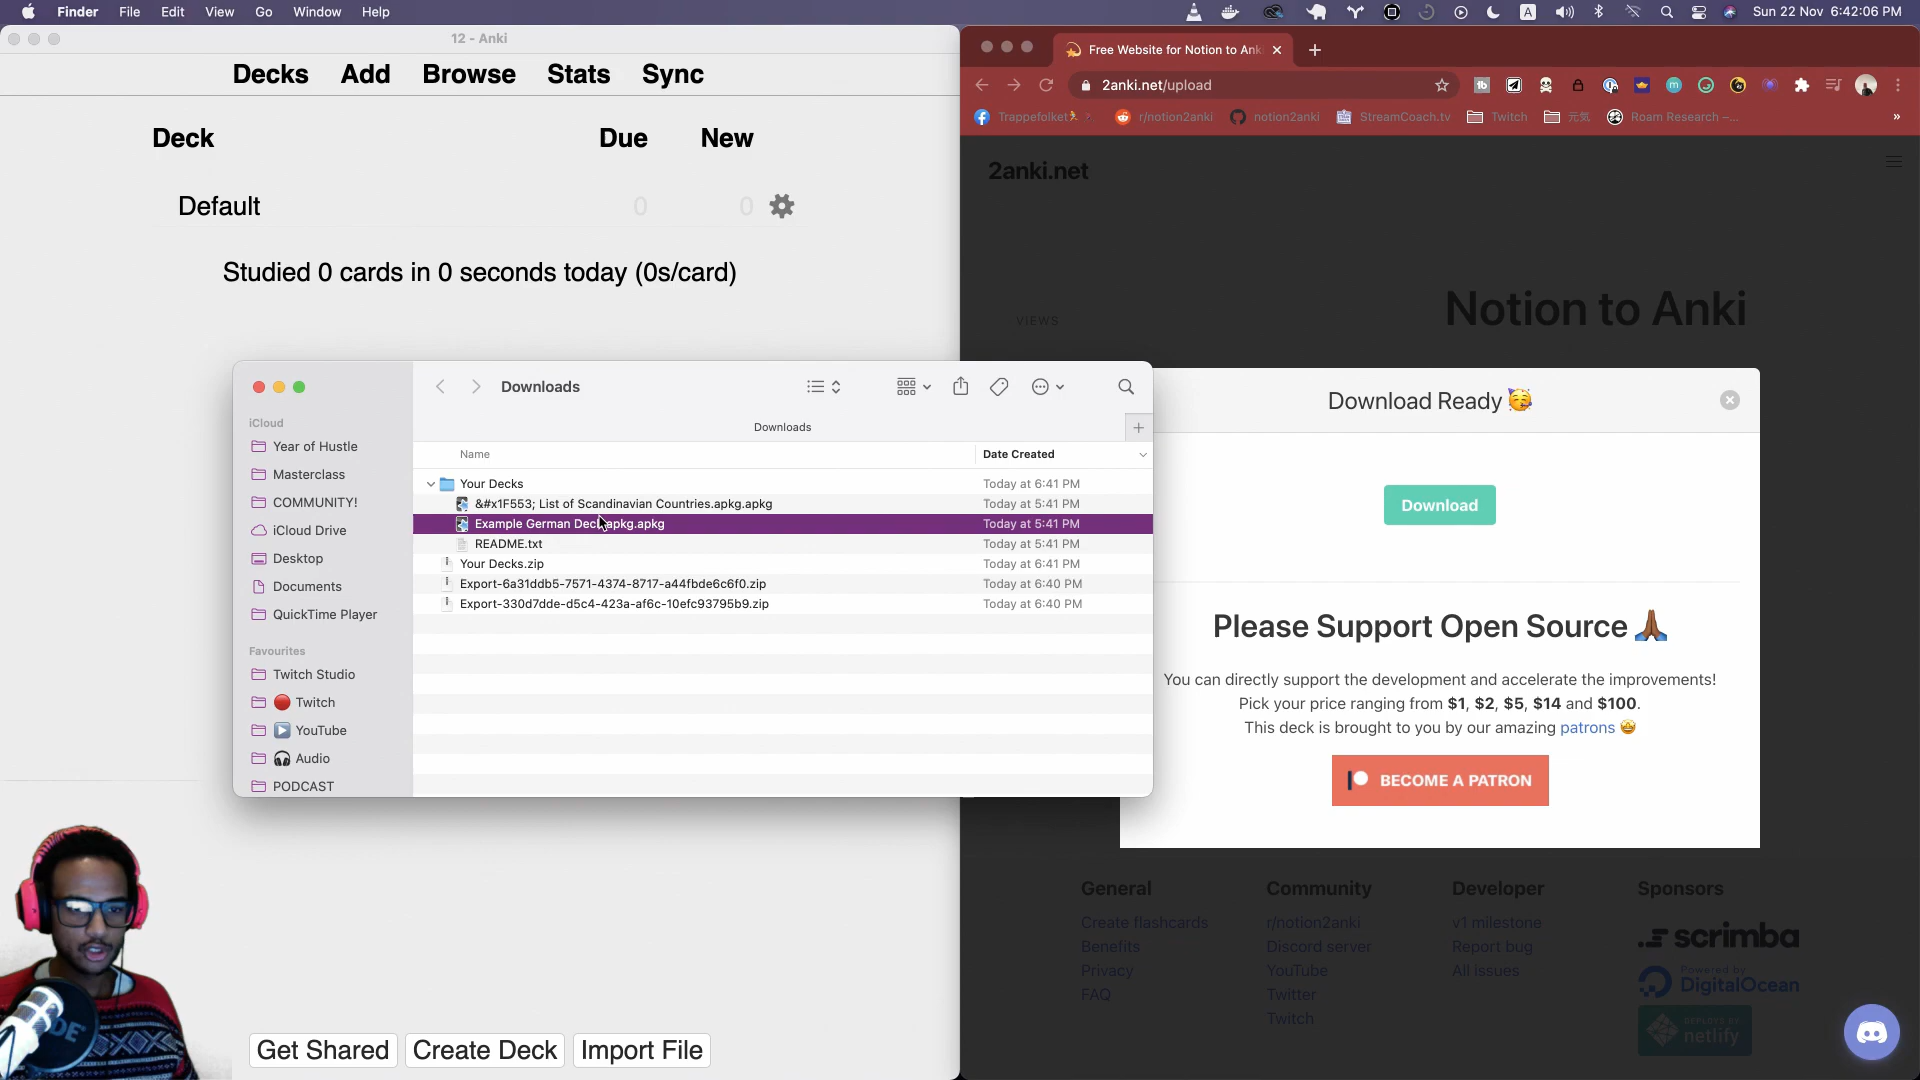 Finder File Edit View Go Window Help
A
Sun 22 Nov 6:42:06 PM
12 - Anki
Decks Add Browse Stats Sync
Deck Due New
Default 0 0
Studied 0 cards in 0 seconds today (0s/card)
Get Shared Create Deck Import File
Free Website for Notion to Ank
2anki.net/upload
Trappefolket r/notion2anki notion2anki StreamCoach.tv Twitch 元気 Roam Research –...
2anki.net
VIEWS
Notion to Anki
Downloads
Downloads
iCloud
Year of Hustle
Masterclass
COMMUNITY!
iCloud Drive
Desktop
Documents
QuickTime Player
Favourites
Twitch Studio
Twitch
YouTube
Audio
PODCAST
Name Date Created
Your Decks Today at 6:41 PM
&#x1F553; List of Scandinavian Countries.apkg.apkg Today at 5:41 PM
Example German Deck.apkg.apkg Today at 5:41 PM
README.txt Today at 5:41 PM
Your Decks.zip Today at 6:41 PM
Export-6a31ddb5-7571-4374-8717-a44fbde6c6f0.zip Today at 6:40 PM
Export-330d7dde-d5c4-423a-af6c-10efc93795b9.zip Today at 6:40 PM
Download Ready 🥳
Download
Please Support Open Source 🙏🏾
You can directly support the development and accelerate the improvements!
Pick your price ranging from $1, $2, $5, $14 and $100.
This deck is brought to you by our amazing patrons 🤩
BECOME A PATRON
General
Create flashcards
Benefits
Privacy
FAQ
Community
r/notion2anki
Discord server
YouTube
Twitter
Twitch
Developer
v1 milestone
Report bug
All issues
Sponsors
scrimba
Powered by
DigitalOcean
DEPLOYS BY
netlify